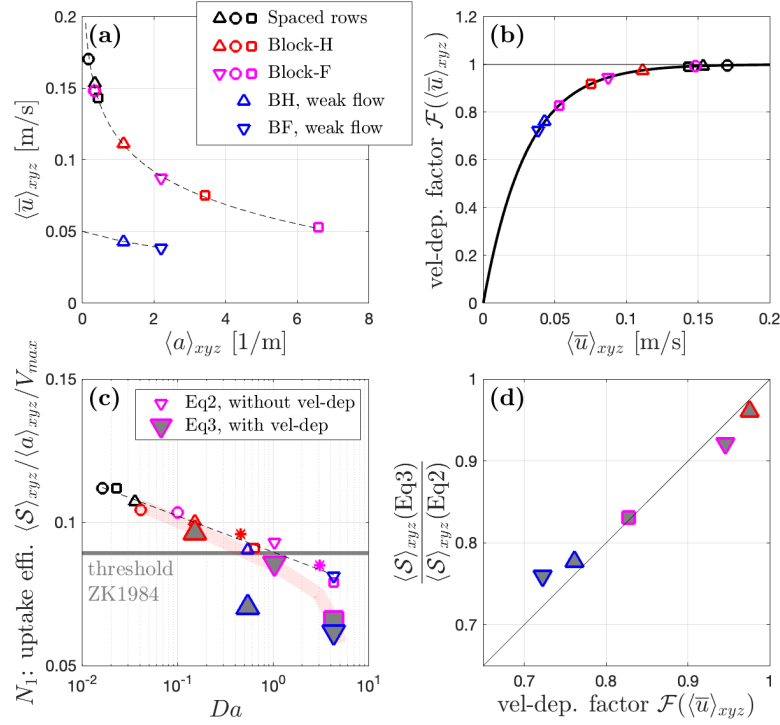 (a)
Spaced rows
Block-H
Block-F
BH, weak flow
BF, weak flow
0.2
0.15
0.1
0.05
0
0 2 4 6 8
⟨u̅⟩xyz [m/s]
⟨a⟩xyz [1/m]
(b)
1.2
1
0.8
0.6
0.4
0.2
0
0 0.05 0.1 0.15 0.2
vel-dep. factor F(⟨u̅⟩xyz)
⟨u̅⟩xyz [m/s]
(c)
Eq2, without vel-dep
Eq3, with vel-dep
0.15
0.1
0.05
threshold
ZK1984
10⁻² 10⁻¹ 10⁰ 10¹
N₁: uptake effi. ⟨S⟩xyz/⟨a⟩xyz/Vmax
Da
(d)
1
0.9
0.8
0.7
0.7 0.8 0.9 1
⟨S⟩xyz(Eq3)
⟨S⟩xyz(Eq2)
vel-dep. factor F(⟨u̅⟩xyz)